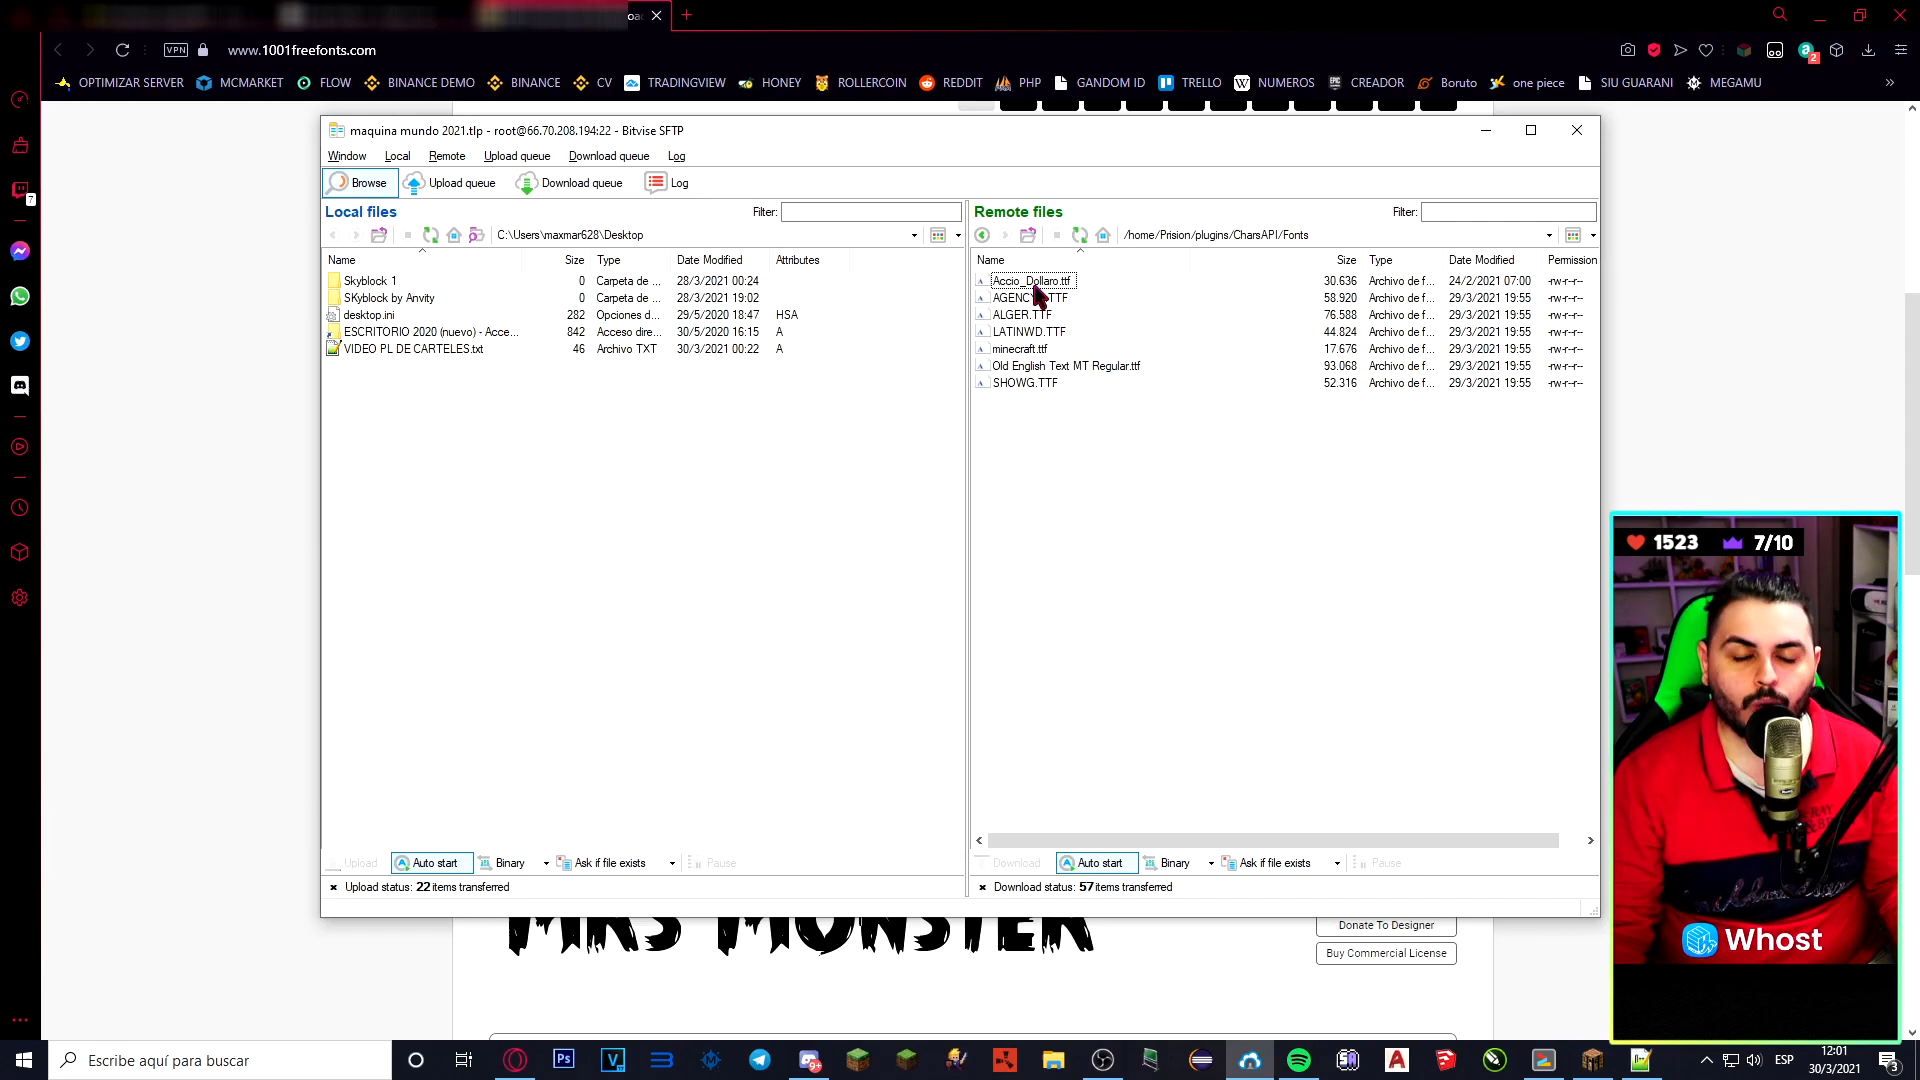 www.1001freefonts.com
VPN
2
OPTIMIZAR SERVER MCMARKET FLOW BINANCE DEMO BINANCE CV TRADINGVIEW HONEY ROLLERCOIN REDDIT PHP GANDOM ID TRELLO NUMEROS CREADOR Boruto one piece SIU GUARANI MEGAMU
7
maquina mundo 2021.tlp - root@66.70.208.194:22 - Bitvise SFTP
Window Local Remote Upload queue Download queue Log
Browse Upload queue Download queue Log
Local files Filter:
C:\Users\maxmar628\Desktop
Name Size Type Date Modified Attributes
Skyblock 1 0 Carpeta de ... 28/3/2021 00:24
SKyblock by Anvity 0 Carpeta de ... 28/3/2021 19:02
desktop.ini 282 Opciones d... 29/5/2020 18:47 HSA
ESCRITORIO 2020 (nuevo) - Acce... 842 Acceso dire... 30/5/2020 16:15 A
VIDEO PL DE CARTELES.txt 46 Archivo TXT 30/3/2021 00:22 A
Remote files Filter:
/home/Prision/plugins/CharsAPI/Fonts
Name Size Type Date Modified Permission
Accio_Dollaro.ttf 30.636 Archivo de f... 24/2/2021 07:00 -rw-r--r--
58.920 Archivo de f... 29/3/2021 19:55 -rw-r--r--
ALGER.TTF 76.588 Archivo de f... 29/3/2021 19:55 -rw-r--r--
LATINWD.TTF 44.824 Archivo de f... 29/3/2021 19:55 -rw-r--r--
minecraft.ttf 17.676 Archivo de f... 29/3/2021 19:55 -rw-r--r--
Old English Text MT Regular.ttf 93.068 Archivo de f... 29/3/2021 19:55 -rw-r--r--
SHOWG.TTF 52.316 Archivo de f... 29/3/2021 19:55 -rw-r--r--
Upload Auto start Binary Ask if file exists Pause
Download Auto start Binary Ask if file exists Pause
Upload status: 22 items transferred
Download status: 57 items transferred
MRS MONSTER
Donate To Designer
Buy Commercial License
1523 7/10
Whost
Escribe aquí para buscar
Ps
9+
ESP
12:01
30/3/2021
3